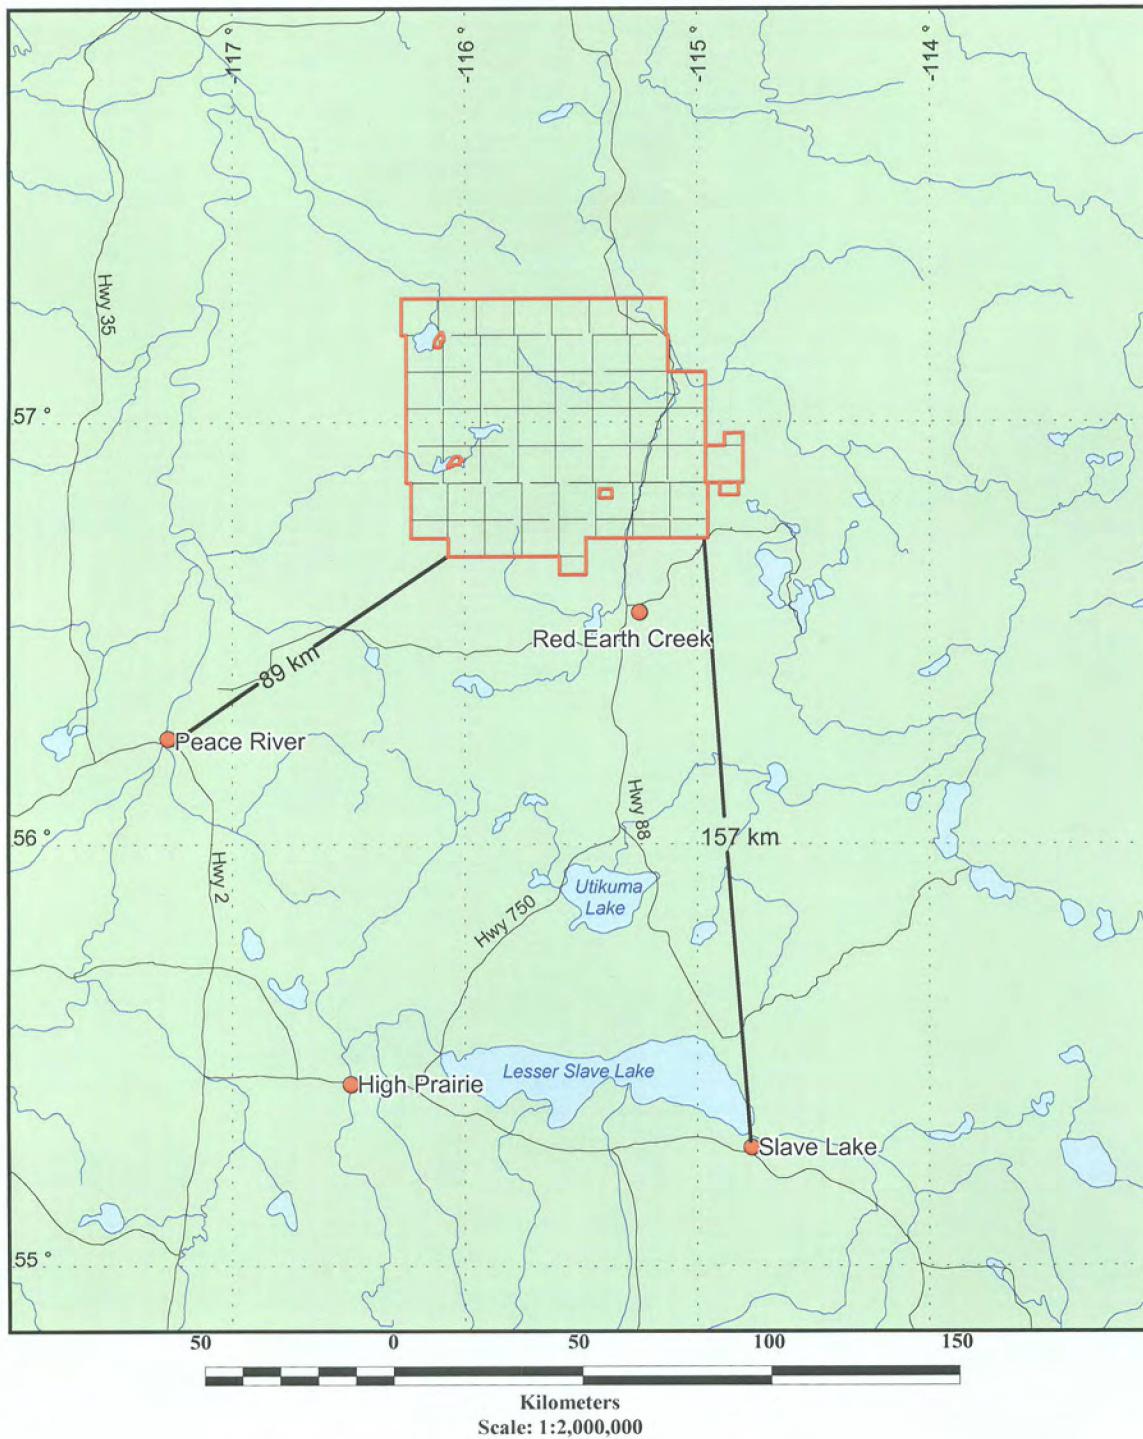 -117 °
-116 °
-115 °
-114 °
Hwy 35
57 °
Red Earth Creek
89 km
Peace River
Hwy 88
56 °
157 km
Hwy 2
Utikuma
Lake
Hwy 750
Lesser Slave Lake
High Prairie
Slave Lake
55 °
50 0 50 100 150
Kilometers
Scale: 1:2,000,000